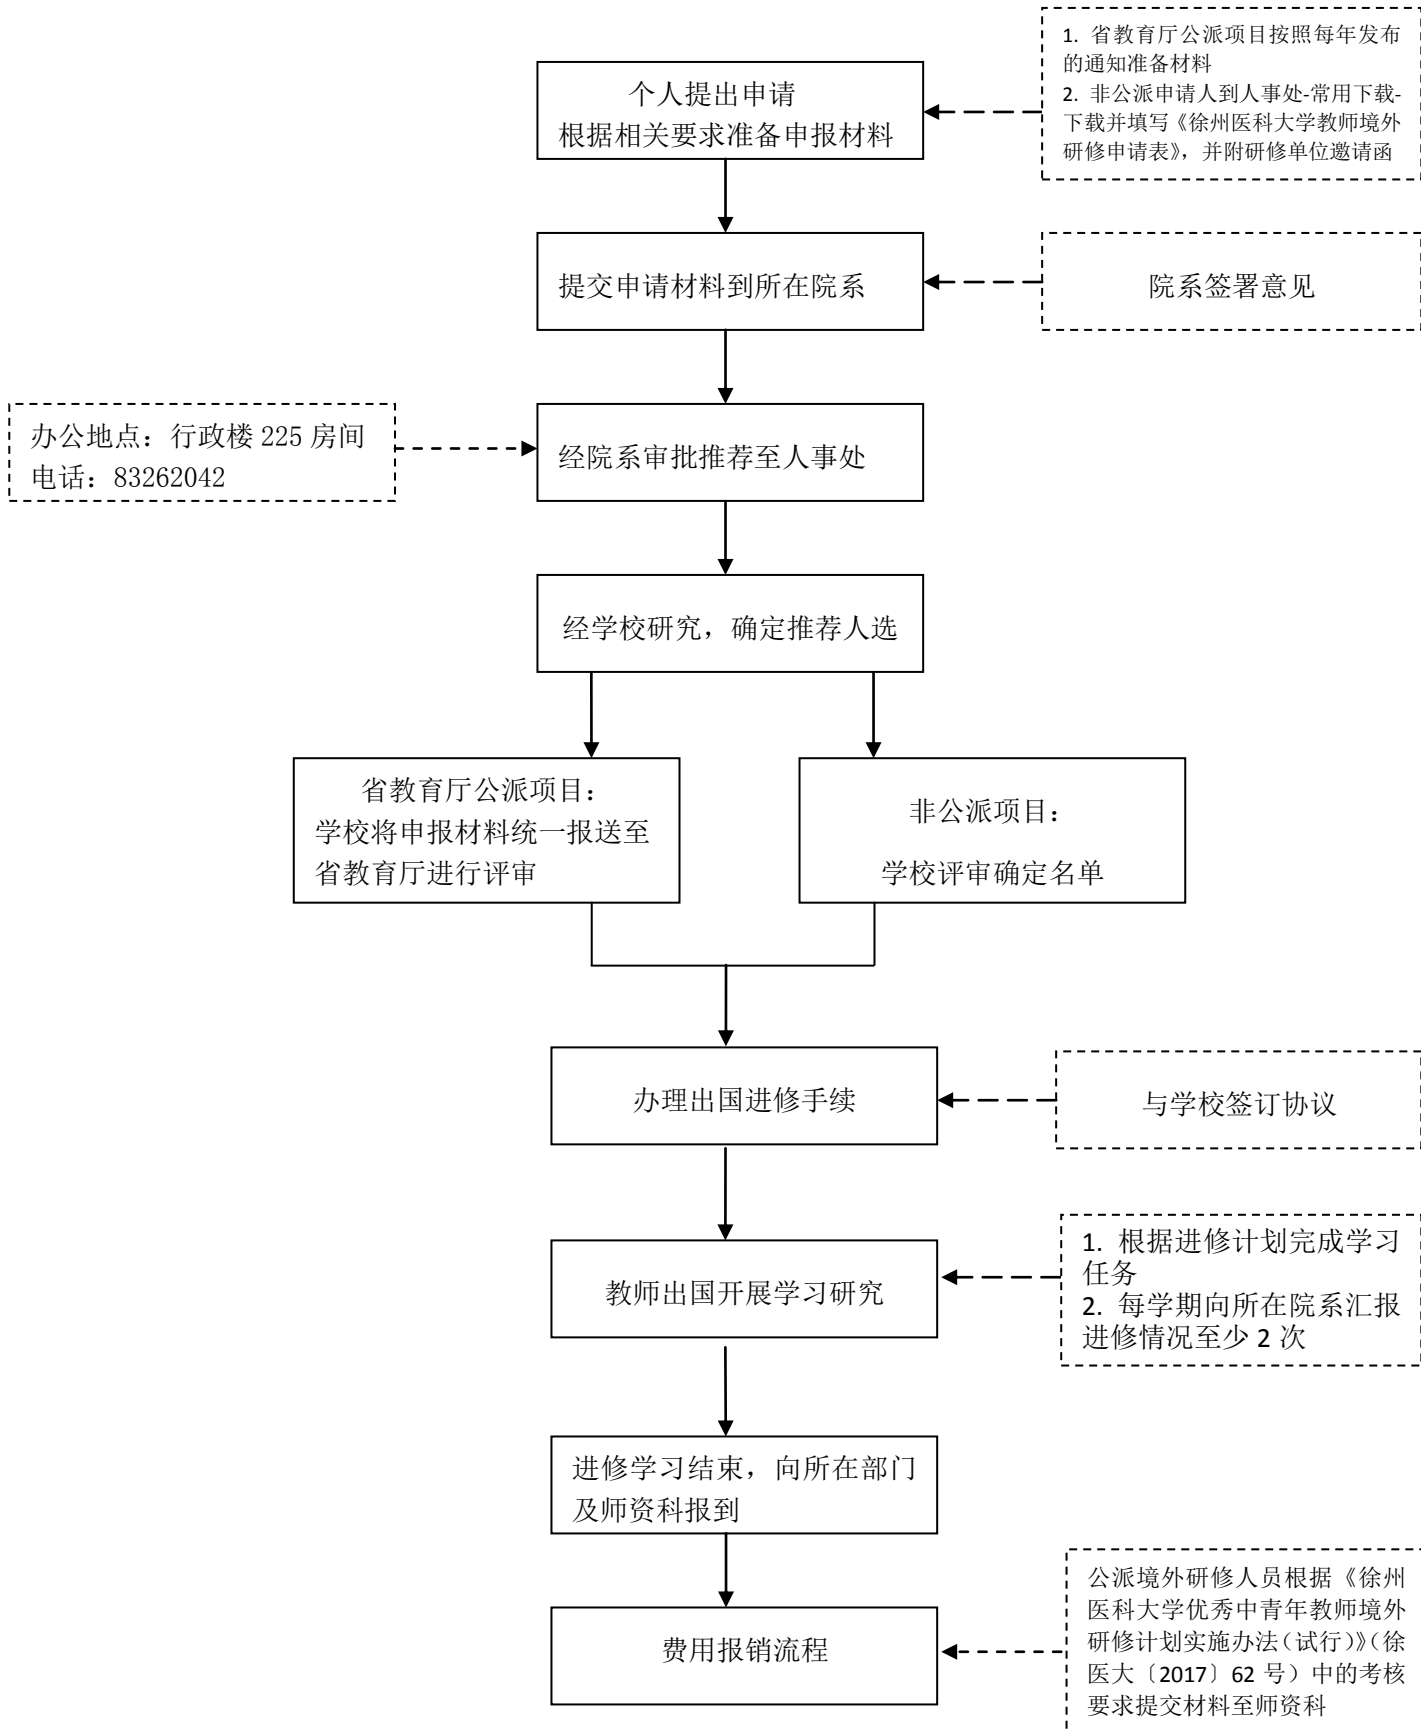 1. 省教育厅公派项目按照每年发布
的通知准备材料
2. 非公派申请人到人事处-常用下载-
下载并填写《徐州医科大学教师境外
研修申请表》，并附研修单位邀请函
个人提出申请
根据相关要求准备申报材料
提交申请材料到所在院系
院系签署意见
办公地点：行政楼 225 房间
电话：83262042
经院系审批推荐至人事处
经学校研究，确定推荐人选
省教育厅公派项目：
学校将申报材料统一报送至
省教育厅进行评审
非公派项目：
学校评审确定名单
办理出国进修手续
与学校签订协议
教师出国开展学习研究
1. 根据进修计划完成学习
任务
2. 每学期向所在院系汇报
进修情况至少 2 次
进修学习结束，向所在部门
及师资科报到
费用报销流程
公派境外研修人员根据《徐州
医科大学优秀中青年教师境外
研修计划实施办法（试行）》（徐
医大〔2017〕62 号）中的考核
要求提交材料至师资科